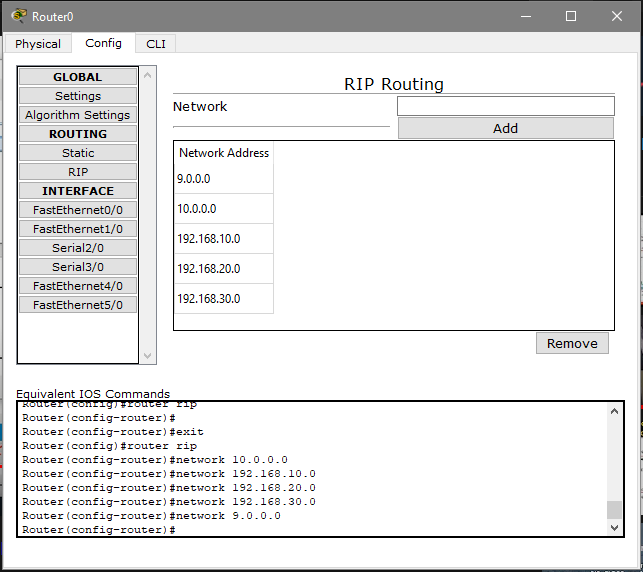 Router0
Physical
Config
CLI
GLOBAL
Settings
Algorithm Settings
ROUTING
Static
RIP
INTERFACE
FastEthernet0/0
FastEthernet1/0
Serial2/0
Serial3/0
FastEthernet4/0
FastEthernet5/0
RIP Routing
Network
Add
Network Address
9.0.0.0
10.0.0.0
192.168.10.0
192.168.20.0
192.168.30.0
Remove
Equivalent IOS Commands
Router(config)#router rip
Router(config-router)#
Router(config-router)#exit
Router(config)#router rip
Router(config-router)#network 10.0.0.0
Router(config-router)#network 192.168.10.0
Router(config-router)#network 192.168.20.0
Router(config-router)#network 192.168.30.0
Router(config-router)#network 9.0.0.0
Router(config-router)#